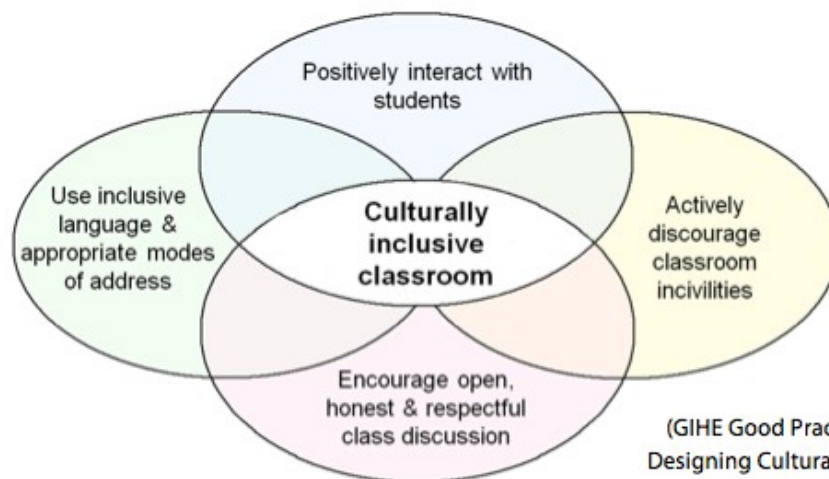 Positively interact with
students
Use inclusive
language &
appropriate modes
of address
Culturally
inclusive
classroom
Actively
discourage
classroom
incivilities
Encourage open,
honest & respectful
class discussion
(GIHE Good Prac
Designing Cultura